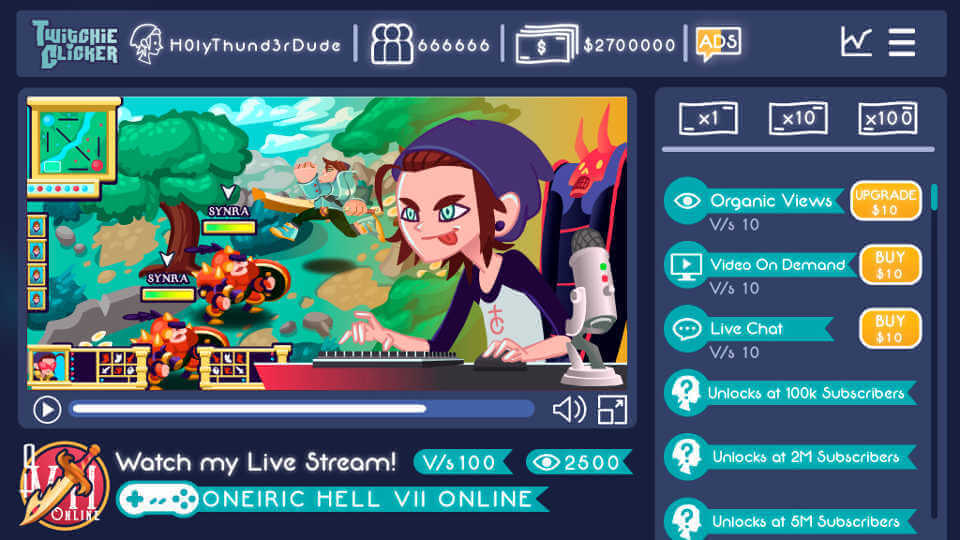 Twitchie
Clicker
H0lyThund3rDude
666666
$
$2700000
ADS
x1
x10
x100
SYNRA
SYNRA
Organic Views
UPGRADE
$10
V/s 10
Video On Demand
BUY
$10
V/s 10
Live Chat
BUY
$10
V/s 10
?
Unlocks at 100k Subscribers
?
Unlocks at 2M Subscribers
?
Unlocks at 5M Subscribers
Watch my Live Stream!
V/s 100
2500
VII
Online
ONEIRIC HELL VII ONLINE